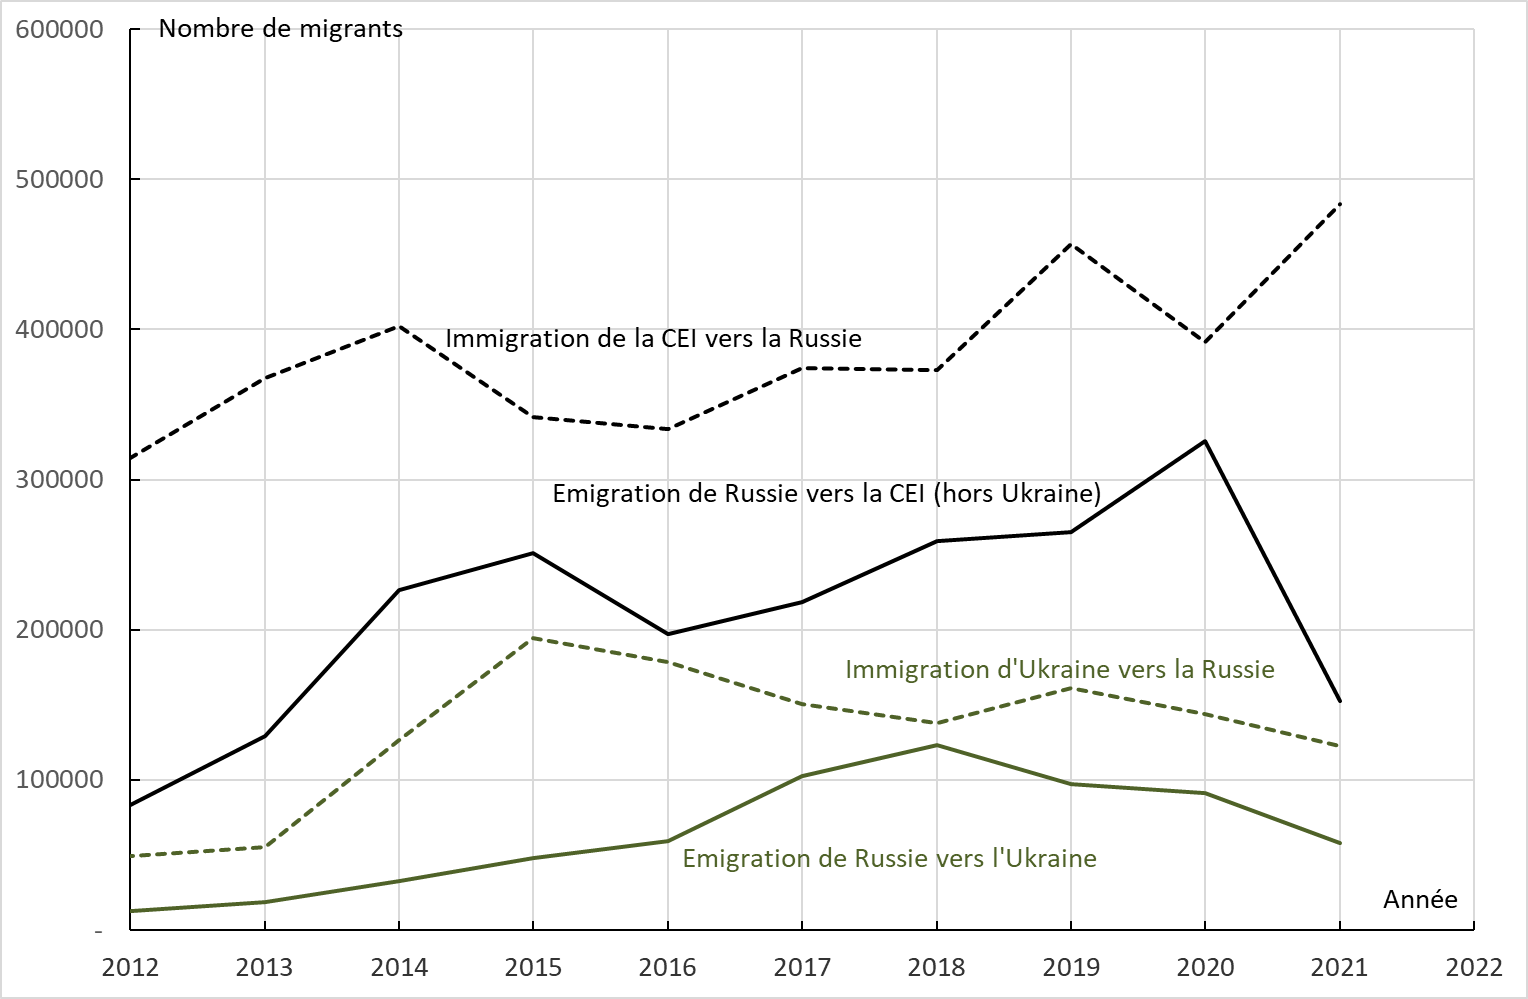 Nombre de migrants
600000
500000
400000
300000
200000
100000
-
Immigration de la CEI vers la Russie
Emigration de Russie vers la CEI (hors Ukraine)
Immigration d'Ukraine vers la Russie
Emigration de Russie vers l'Ukraine
Année
2012 2013 2014 2015 2016 2017 2018 2019 2020 2021 2022